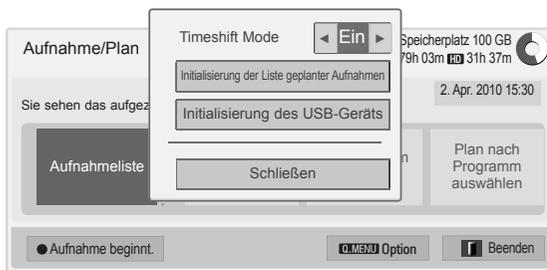 Timeshift Mode
Ein
Initialisierung der Liste geplanter Aufnahmen
Initialisierung des USB-Geräts
Schließen
Aufnahme/Plan
Speicherplatz 100 GB
79h 03m HD 31h 37m
2. Apr. 2010 15:30
Sie sehen das aufgez
Aufnahmeliste
Plan nach
Programm
auswählen
Aufnahme beginnt.
Q.MENU Option
Beenden